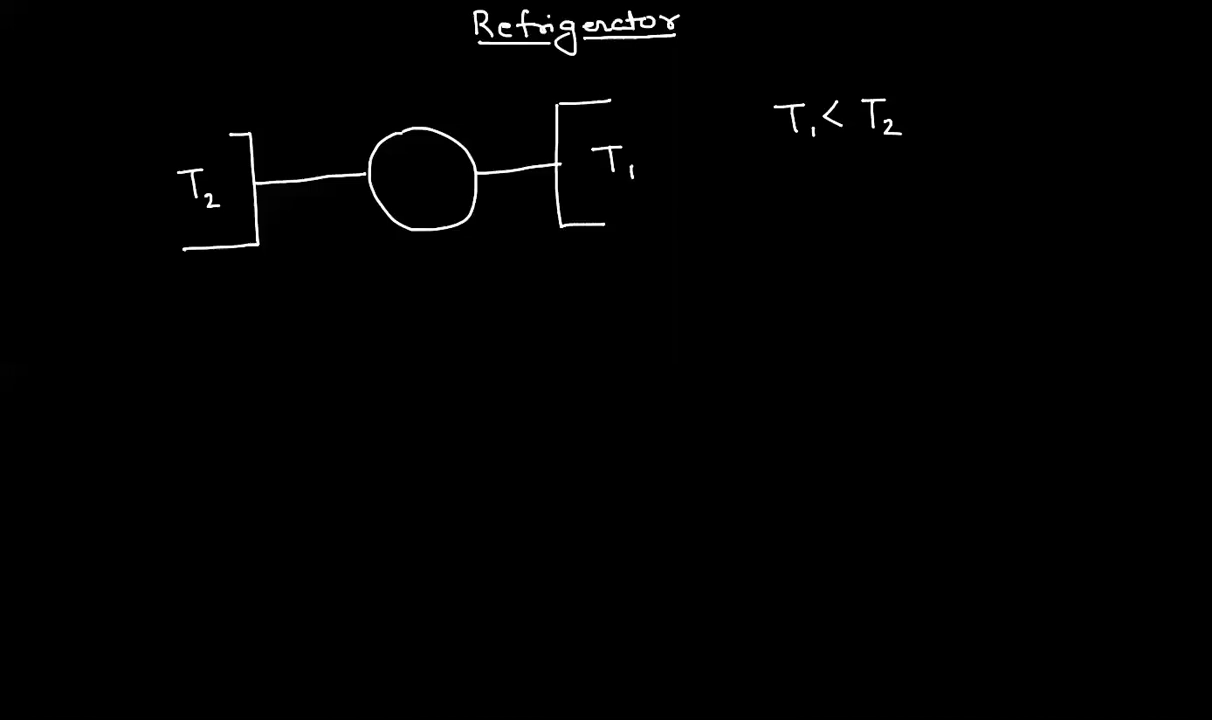 Refrigerator
T₁ < T₂
T₂
T₁